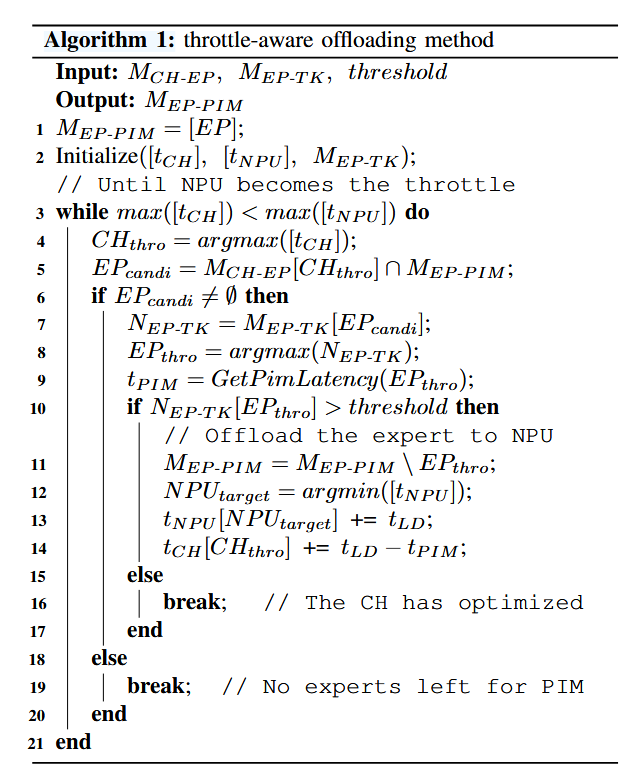 Algorithm 1: throttle-aware offloading method
Input: M_{CH-EP}, M_{EP-TK}, threshold
Output: M_{EP-PIM}
1 M_{EP-PIM} = [EP];
2 Initialize([t_{CH}], [t_{NPU}], M_{EP-TK});
// Until NPU becomes the throttle
3 while max([t_{CH}]) < max([t_{NPU}]) do
4 CH_{thro} = argmax([t_{CH}]);
5 EP_{candi} = M_{CH-EP}[CH_{thro}] ∩ M_{EP-PIM};
6 if EP_{candi} ≠ ∅ then
7 N_{EP-TK} = M_{EP-TK}[EP_{candi}];
8 EP_{thro} = argmax(N_{EP-TK});
9 t_{PIM} = GetPimLatency(EP_{thro});
10 if N_{EP-TK}[EP_{thro}] > threshold then
// Offload the expert to NPU
11 M_{EP-PIM} = M_{EP-PIM} \ EP_{thro};
12 NPU_{target} = argmin([t_{NPU}]);
13 t_{NPU}[NPU_{target}] += t_{LD};
14 t_{CH}[CH_{thro}] += t_{LD} − t_{PIM};
15 else
16 break; // The CH has optimized
17 end
18 else
19 break; // No experts left for PIM
20 end
21 end